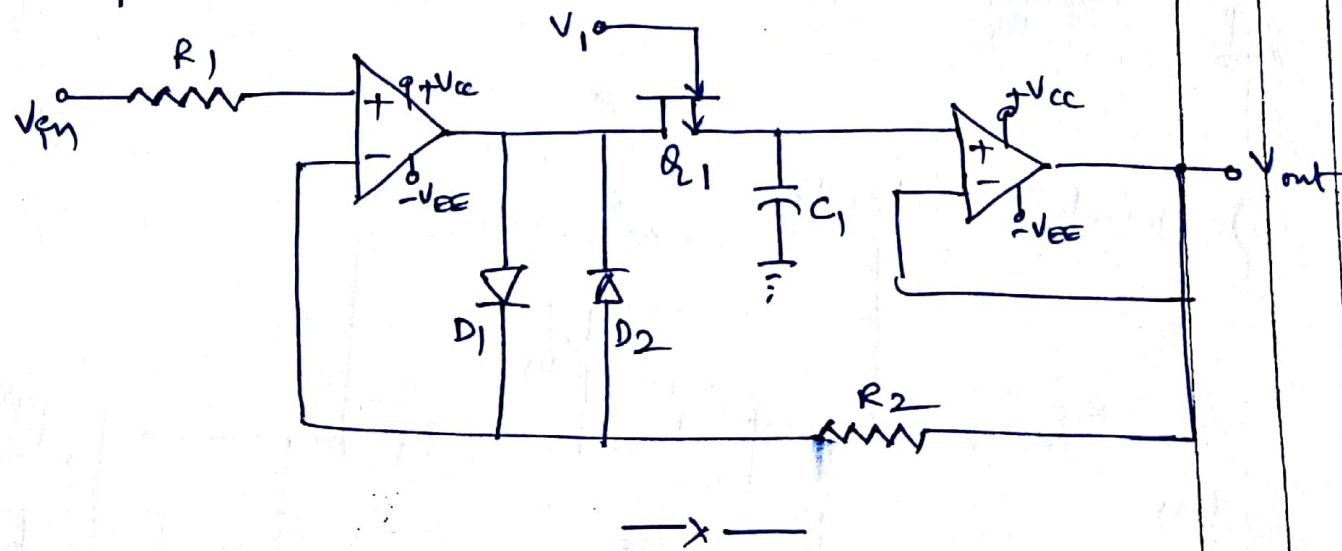 V1
R1
+VCC
+VCC
Vin
+
-
Q1
+
-
Vout
-VEE
C1
-VEE
D1
D2
R2
x